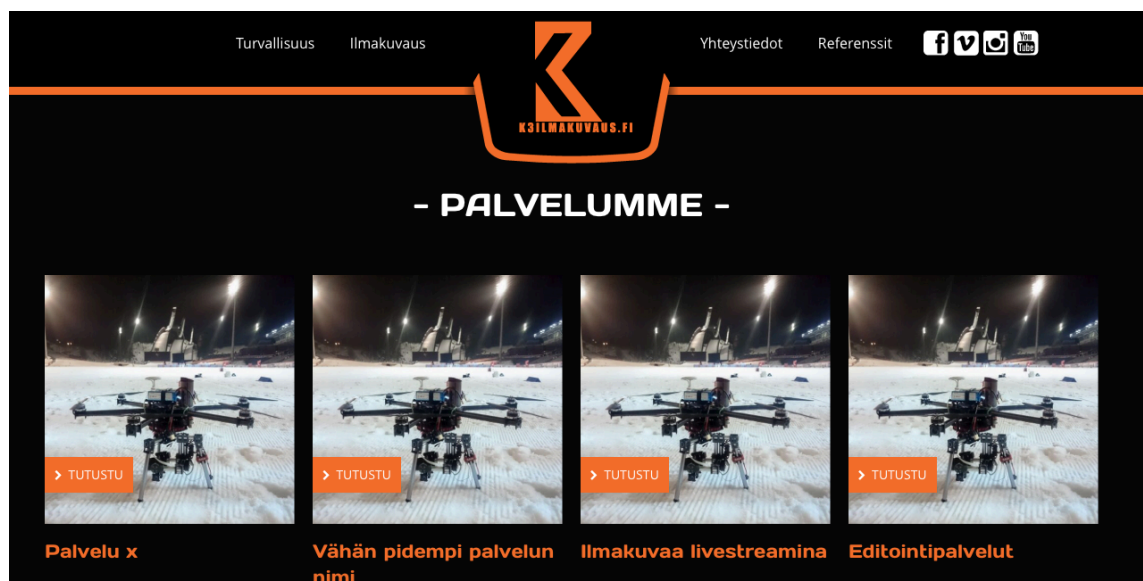 Turvallisuus
Ilmakuvaus
K3ILMAKUVAUS.FI
Yhteystiedot
Referenssit
You
Tube
- PALVELUMME -
TUTUSTU
TUTUSTU
TUTUSTU
TUTUSTU
Palvelu x
Vähän pidempi palvelun
nimi
Ilmakuvaa livestreamina
Editointipalvelut